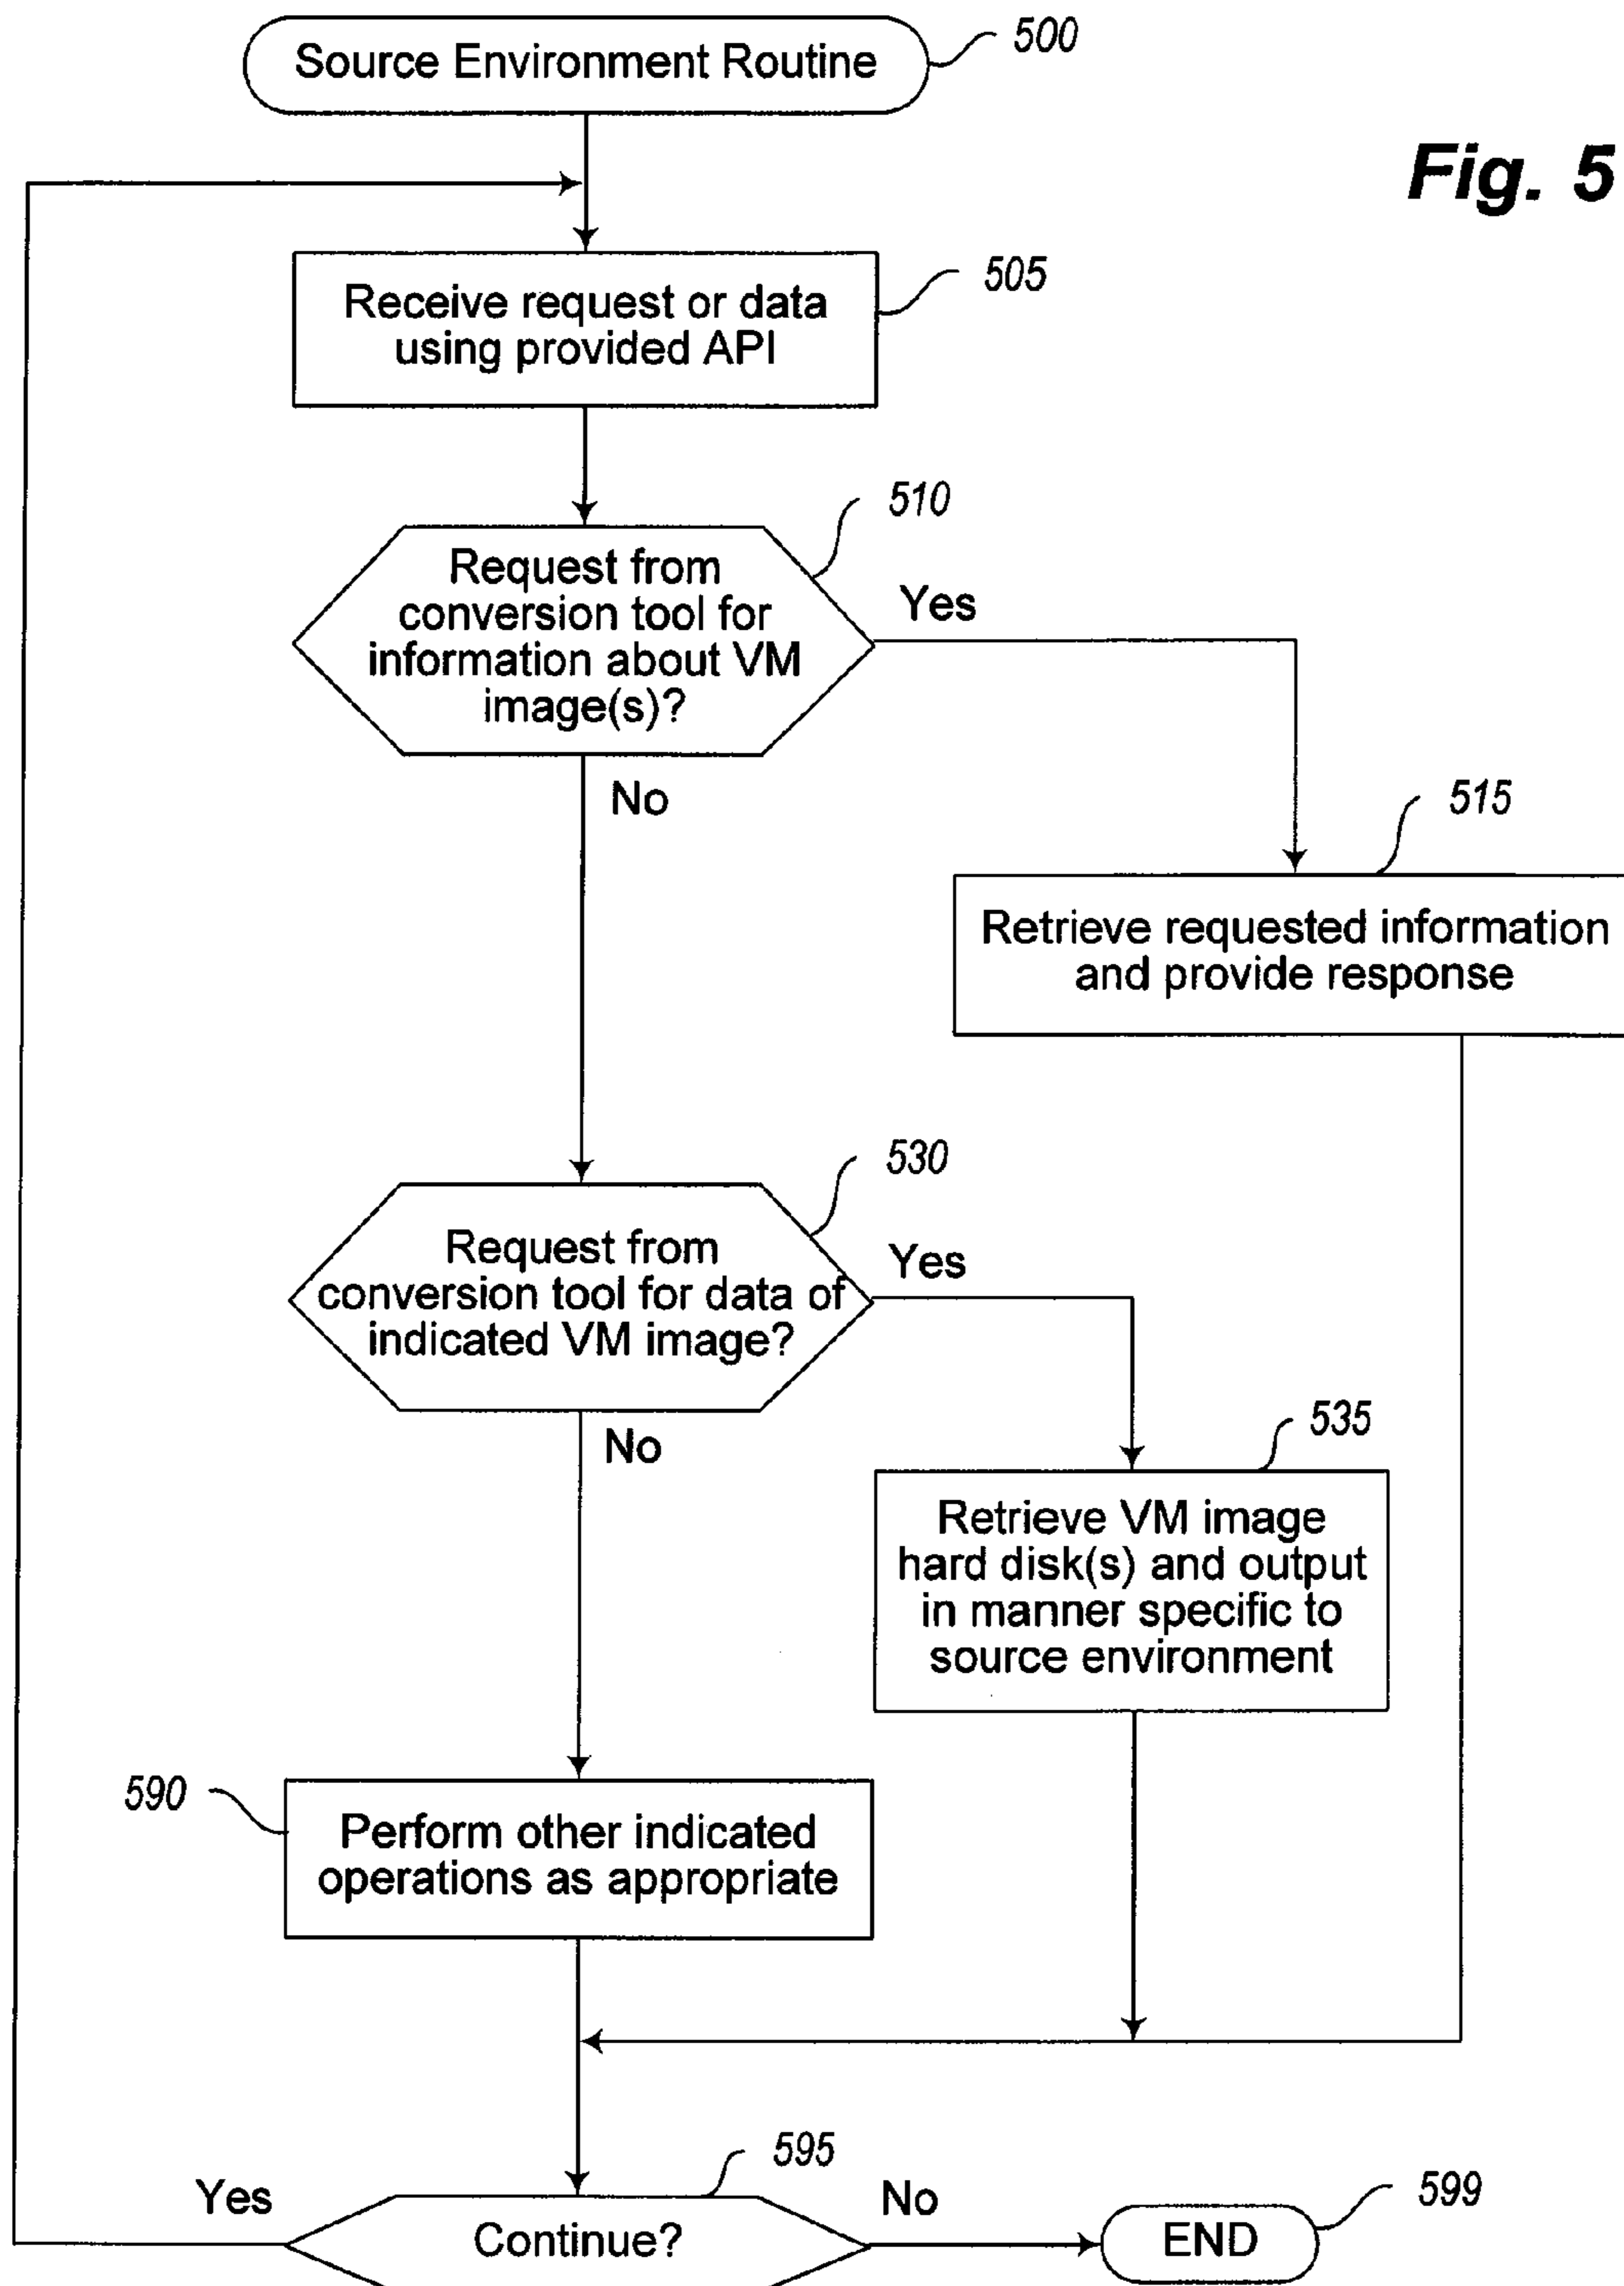 Source Environment Routine
500
Fig. 5
Receive request or data
using provided API
505
Request from
conversion tool for
information about VM
image(s)?
510
Yes
No
515
Retrieve requested information
and provide response
Request from
conversion tool for data of
indicated VM image?
530
Yes
No
535
Retrieve VM image
hard disk(s) and output
in manner specific to
source environment
590
Perform other indicated
operations as appropriate
595
Yes
Continue?
No
END
599